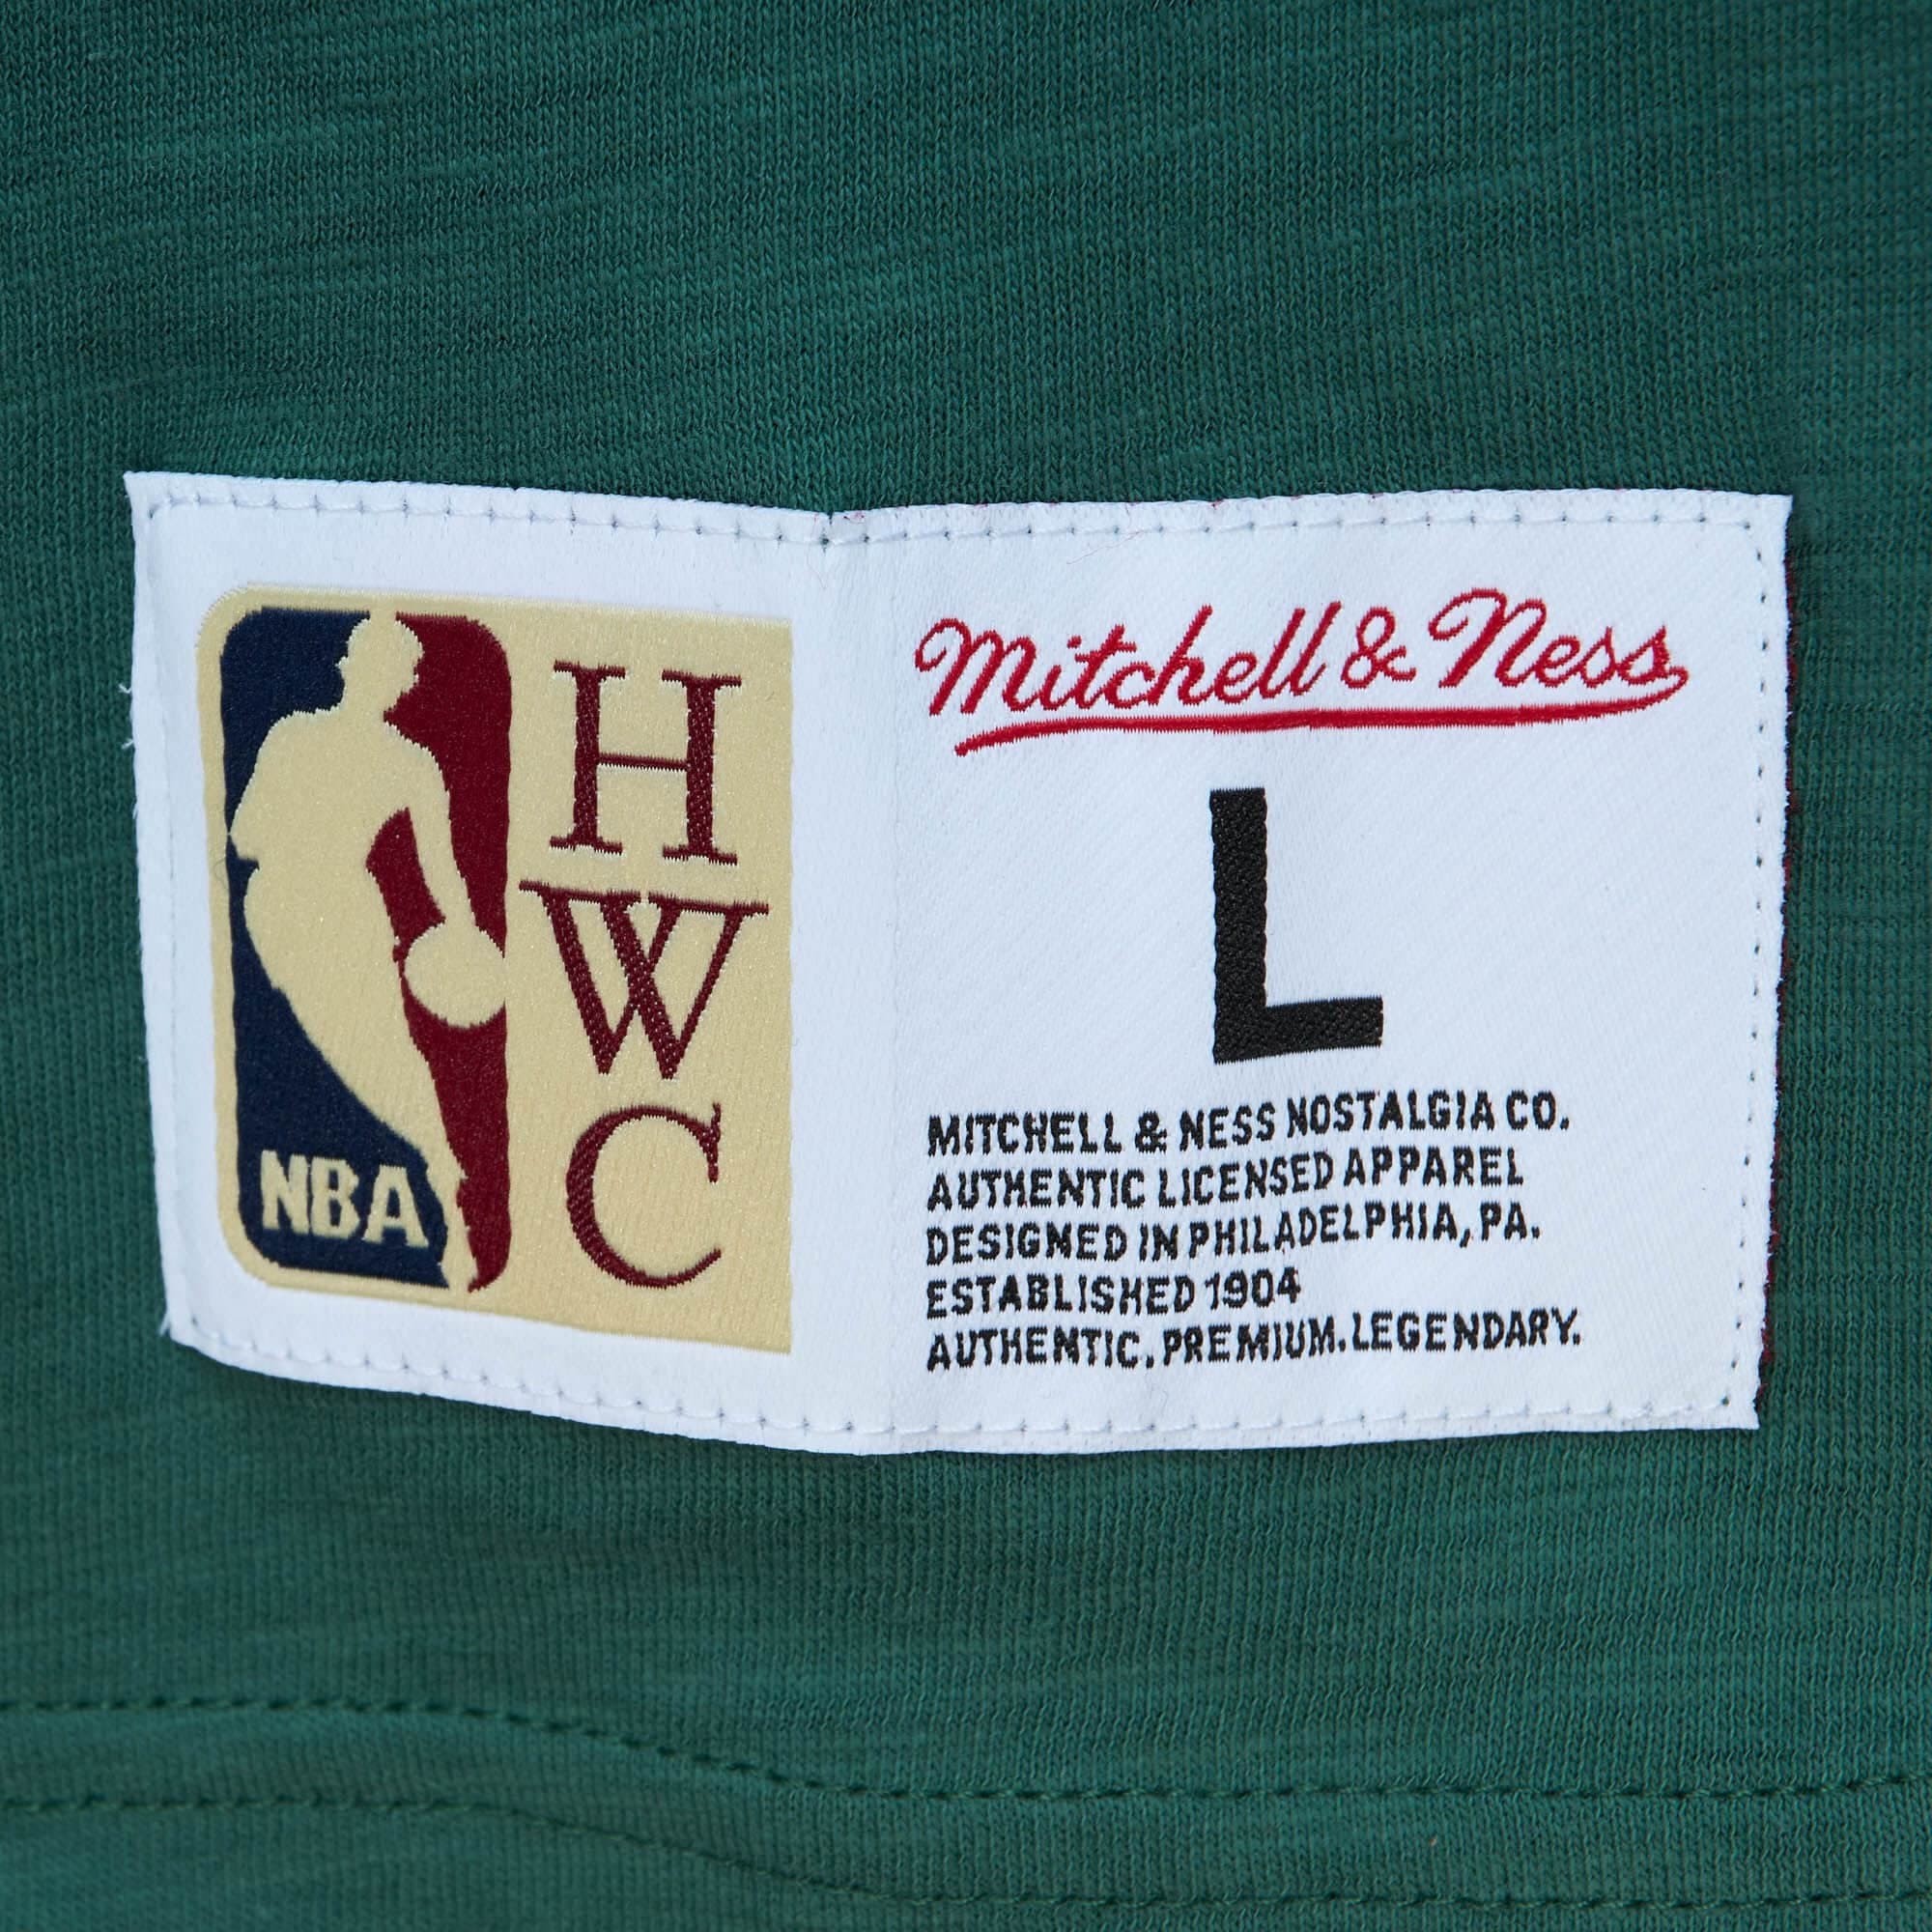 NBA
H
W
C
Mitchell & Ness
L
MITCHELL & NESS NOSTALGIA CO.
AUTHENTIC LICENSED APPAREL
DESIGNED IN PHILADELPHIA, PA.
ESTABLISHED 1904
AUTHENTIC. PREMIUM. LEGENDARY.